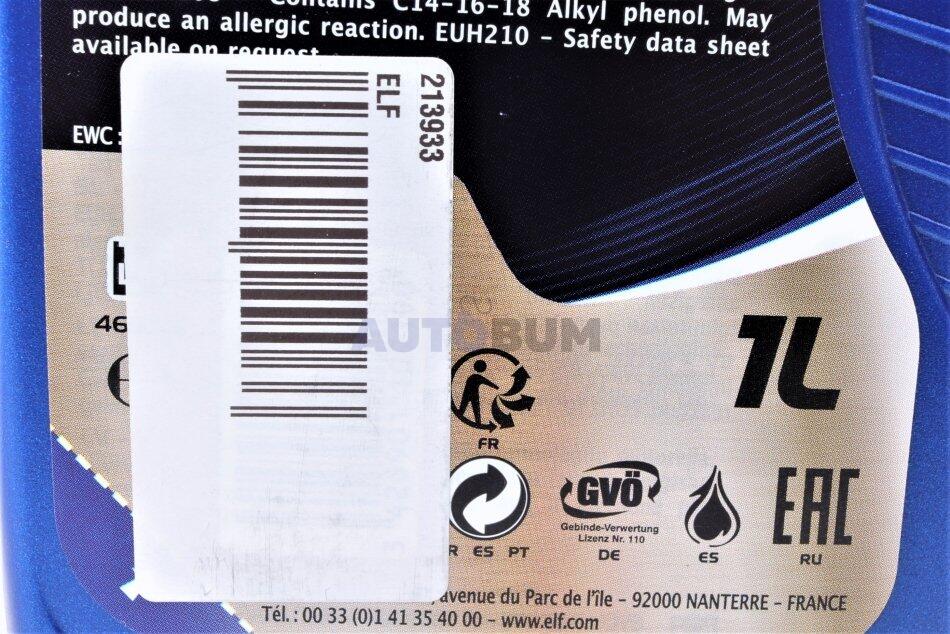 Contains C14-16-18 Alkyl phenol. May
produce an allergic reaction. EUH210 – Safety data sheet
available on request
EWC :
213933
ELF
46
AUTOBUM
1L
FR
GVÖ
Gebinde-Verwertung
Lizenz Nr. 110
EAC
R ES PT
DE
ES
RU
, avenue du Parc de l'île – 92000 NANTERRE – FRANCE
Tél. : 00 33 (0)1 41 35 40 00 – www.elf.com